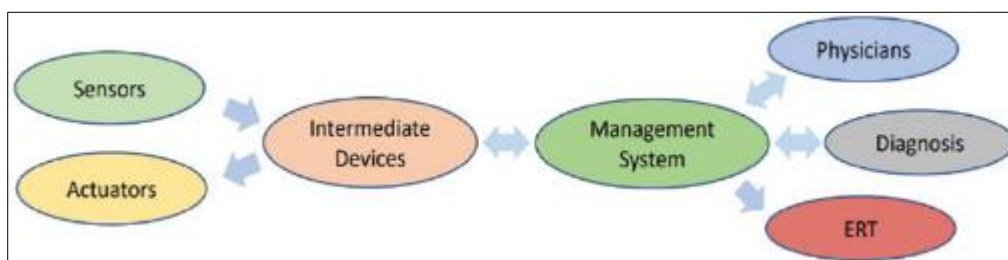 Sensors
Actuators
Intermediate
Devices
Management
System
Physicians
Diagnosis
ERT